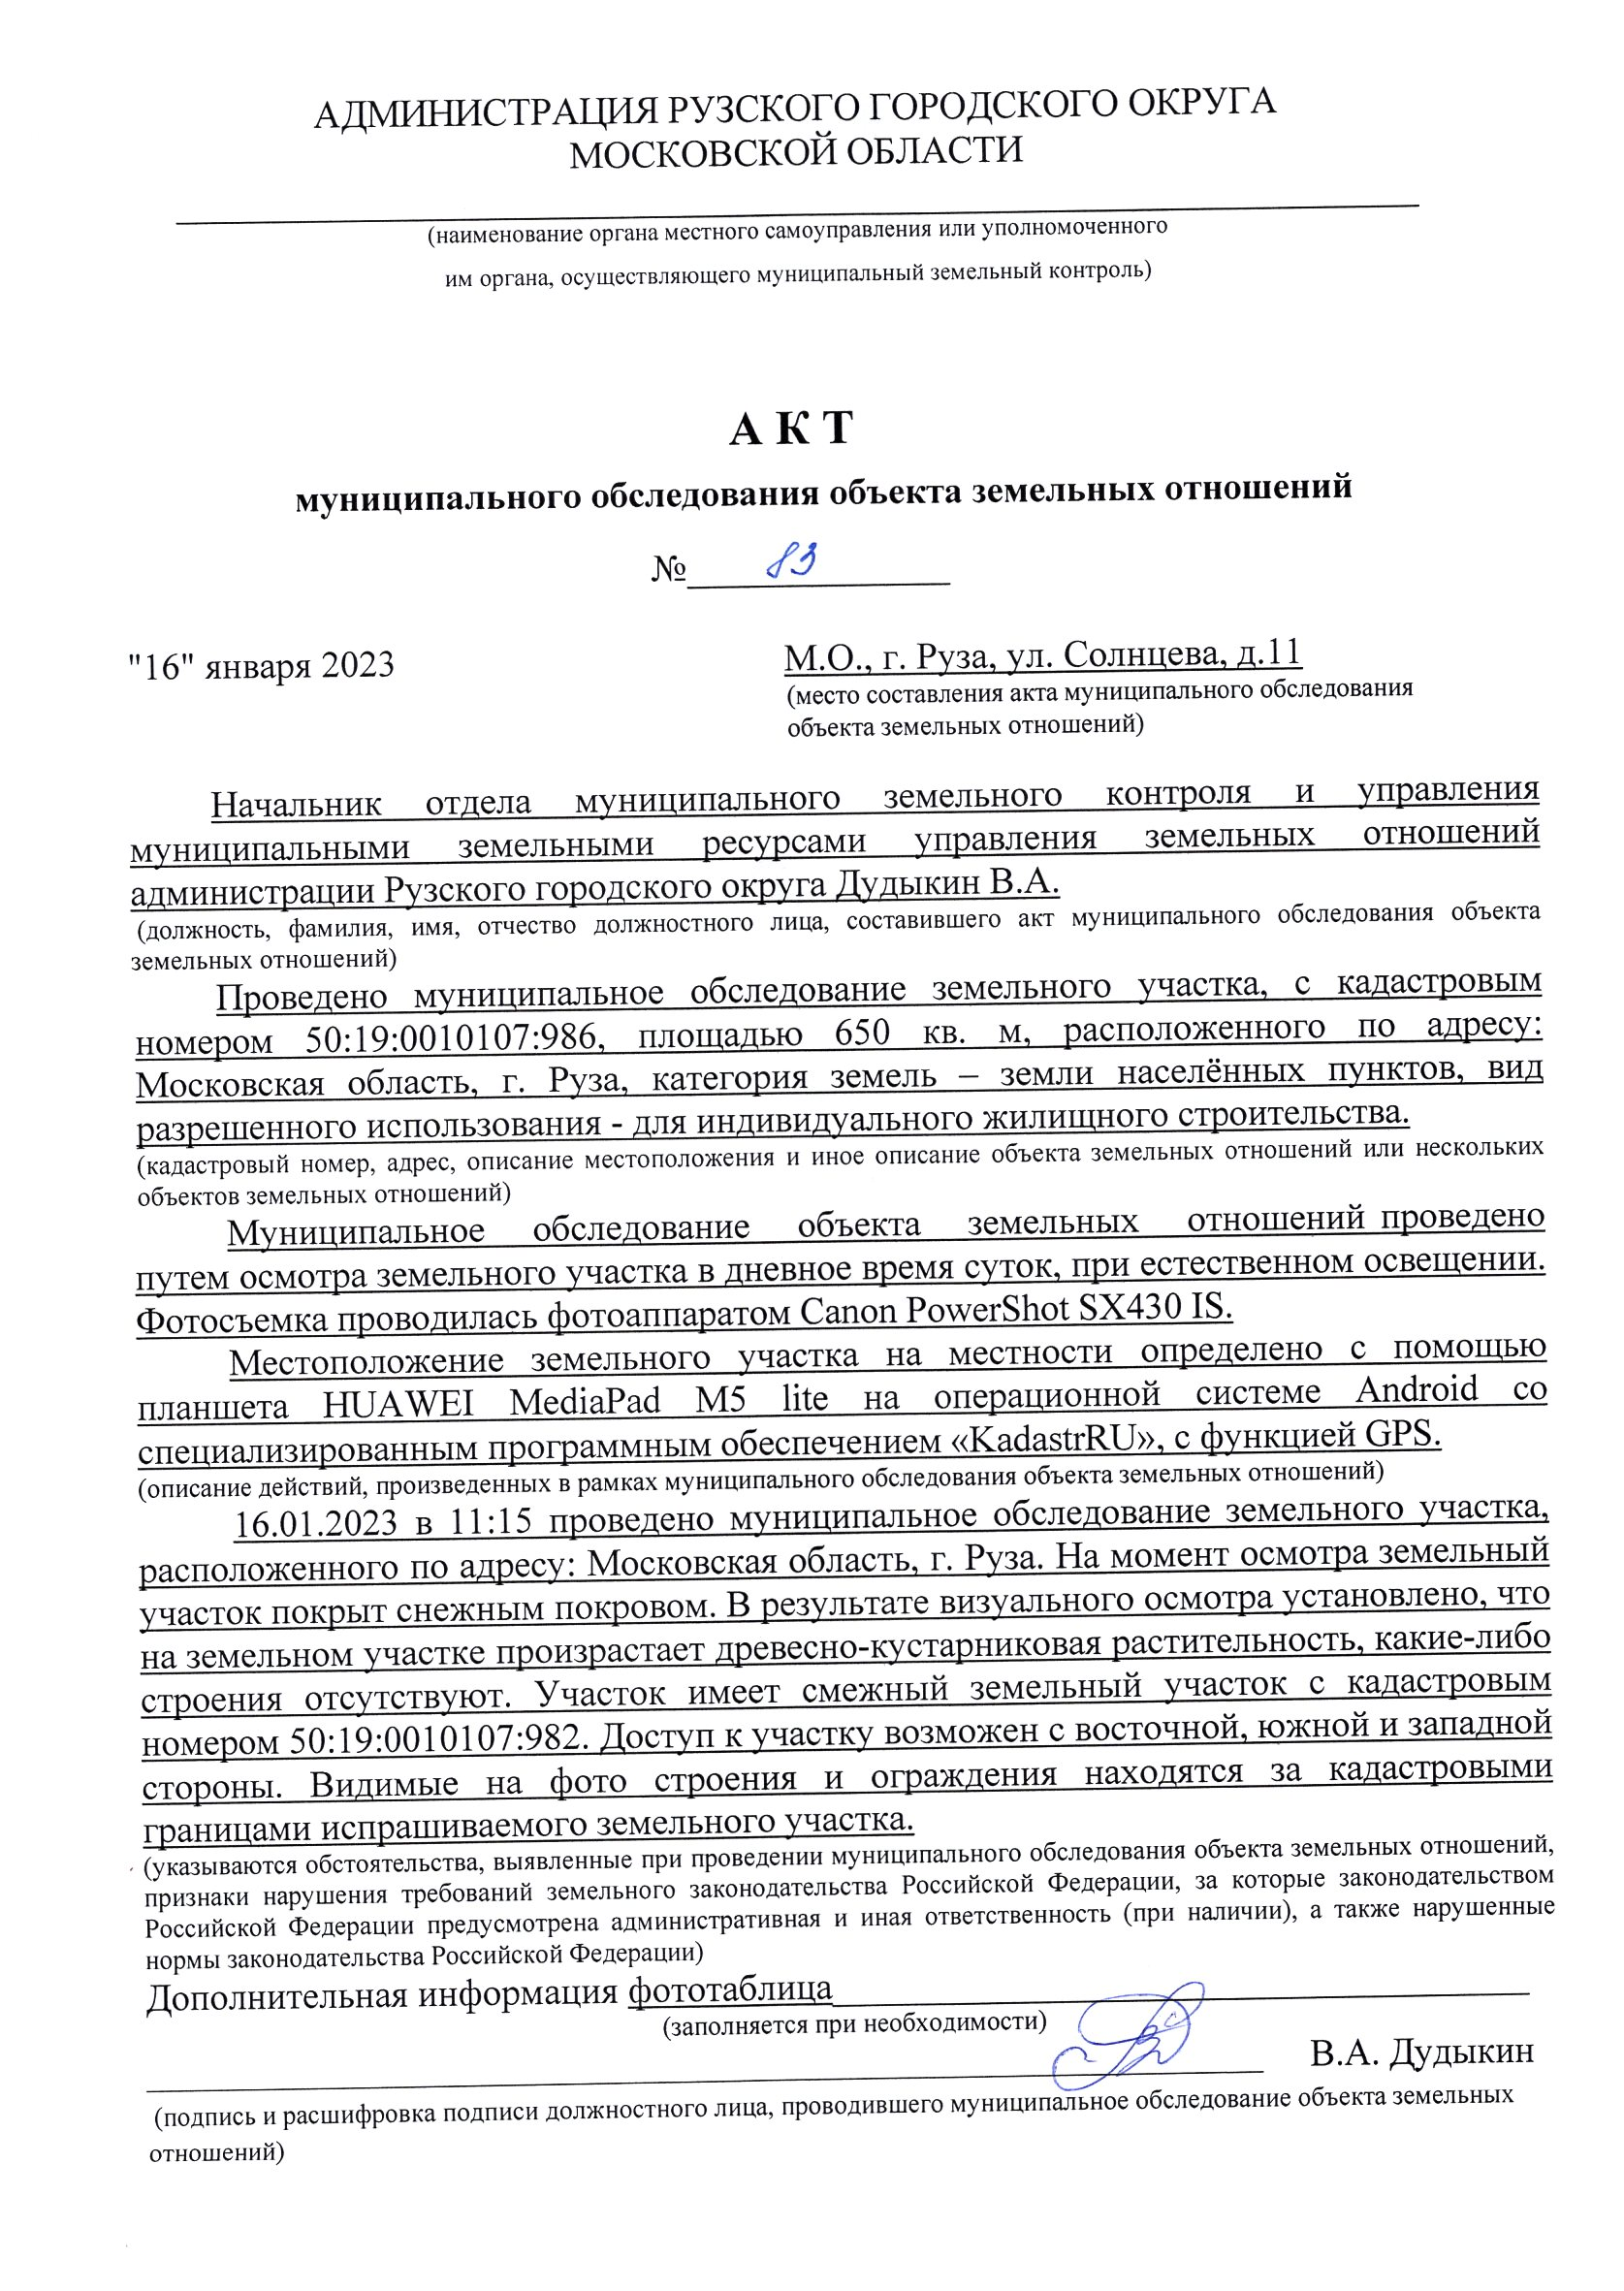 АДМИНИСТРАЦИЯ РУЗСКОГО ГОРОДСКОГО ОКРУГА
МОСКОВСКОЙ ОБЛАСТИ
(наименование органа местного самоуправления или уполномоченного
им органа, осуществляющего муниципальный земельный контроль)
А К Т
муниципального обследования объекта земельных отношений
№ 83
"16" января 2023
М.О., г. Руза, ул. Солнцева, д.11
(место составления акта муниципального обследования
объекта земельных отношений)
Начальник отдела муниципального земельного контроля и управления
муниципальными земельными ресурсами управления земельных отношений
администрации Рузского городского округа Дудыкин В.А.
(должность, фамилия, имя, отчество должностного лица, составившего акт муниципального обследования объекта
земельных отношений)
Проведено муниципальное обследование земельного участка, с кадастровым
номером 50:19:0010107:986, площадью 650 кв. м, расположенного по адресу:
Московская область, г. Руза, категория земель – земли населённых пунктов, вид
разрешенного использования - для индивидуального жилищного строительства.
(кадастровый номер, адрес, описание местоположения и иное описание объекта земельных отношений или нескольких
объектов земельных отношений)
Муниципальное обследование объекта земельных отношений проведено
путем осмотра земельного участка в дневное время суток, при естественном освещении.
Фотосъемка проводилась фотоаппаратом Canon PowerShot SX430 IS.
Местоположение земельного участка на местности определено с помощью
планшета HUAWEI MediaPad M5 lite на операционной системе Android со
специализированным программным обеспечением «KadastrRU», с функцией GPS.
(описание действий, произведенных в рамках муниципального обследования объекта земельных отношений)
16.01.2023 в 11:15 проведено муниципальное обследование земельного участка,
расположенного по адресу: Московская область, г. Руза. На момент осмотра земельный
участок покрыт снежным покровом. В результате визуального осмотра установлено, что
на земельном участке произрастает древесно-кустарниковая растительность, какие-либо
строения отсутствуют. Участок имеет смежный земельный участок с кадастровым
номером 50:19:0010107:982. Доступ к участку возможен с восточной, южной и западной
стороны. Видимые на фото строения и ограждения находятся за кадастровыми
границами испрашиваемого земельного участка.
(указываются обстоятельства, выявленные при проведении муниципального обследования объекта земельных отношений,
признаки нарушения требований земельного законодательства Российской Федерации, за которые законодательством
Российской Федерации предусмотрена административная и иная ответственность (при наличии), а также нарушенные
нормы законодательства Российской Федерации)
Дополнительная информация фототаблица
(заполняется при необходимости)
В.А. Дудыкин
(подпись и расшифровка подписи должностного лица, проводившего муниципальное обследование объекта земельных
отношений)